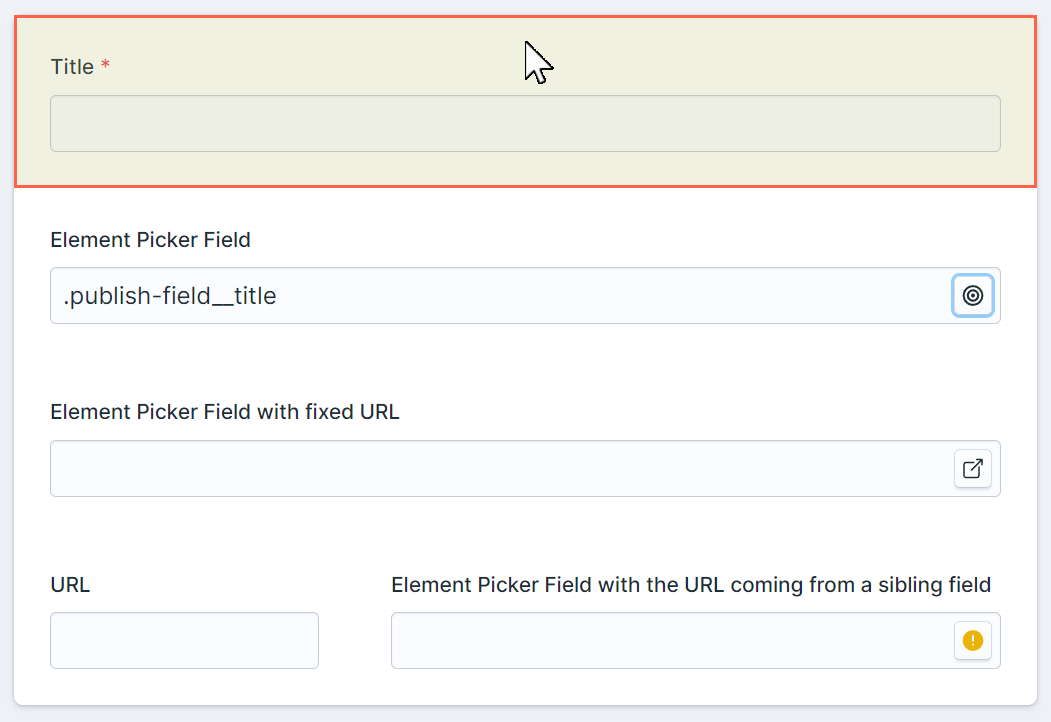 Title *
Element Picker Field
.publish-field__title
Element Picker Field with fixed URL
URL
Element Picker Field with the URL coming from a sibling field